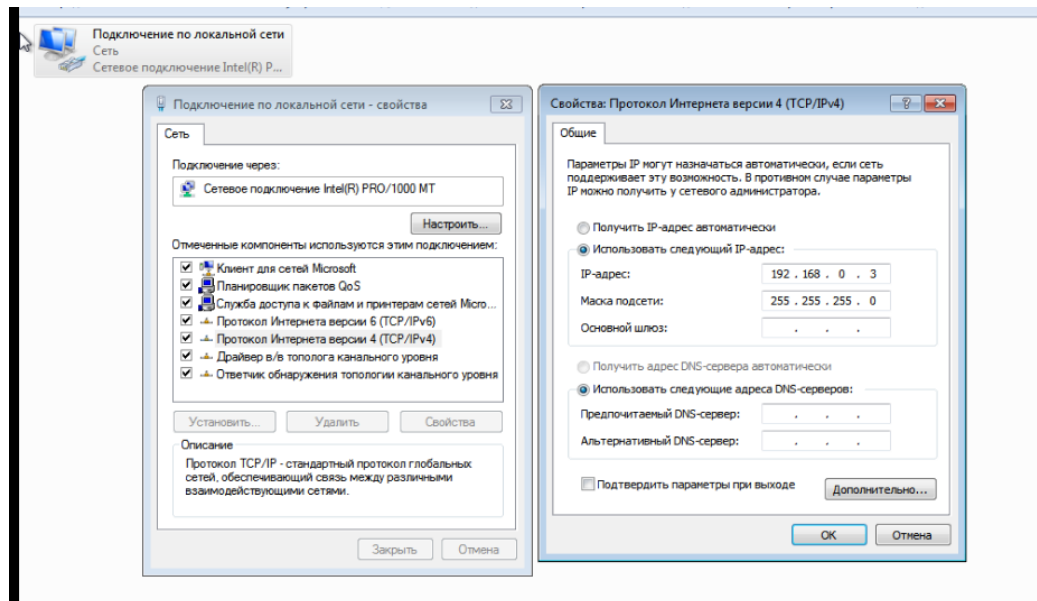 Подключение по локальной сети
Сеть
Сетевое подключение Intel(R) P...
Подключение по локальной сети - свойства
Сеть
Подключение через:
Сетевое подключение Intel(R) PRO/1000 MT
Настроить...
Отмеченные компоненты используются этим подключением:
Клиент для сетей Microsoft
Планировщик пакетов QoS
Служба доступа к файлам и принтерам сетей Micro...
Протокол Интернета версии 6 (TCP/IPv6)
Протокол Интернета версии 4 (TCP/IPv4)
Драйвер в/в тополога канального уровня
Ответчик обнаружения топологии канального уровня
Установить...
Удалить
Свойства
Описание
Протокол TCP/IP - стандартный протокол глобальных
сетей, обеспечивающий связь между различными
взаимодействующими сетями.
Закрыть
Отмена
Свойства: Протокол Интернета версии 4 (TCP/IPv4)
Общие
Параметры IP могут назначаться автоматически, если сеть
поддерживает эту возможность. В противном случае параметры
IP можно получить у сетевого администратора.
Получить IP-адрес автоматически
Использовать следующий IP-адрес:
IP-адрес: 192 . 168 . 0 . 3
Маска подсети: 255 . 255 . 255 . 0
Основной шлюз: . . .
Получить адрес DNS-сервера автоматически
Использовать следующие адреса DNS-серверов:
Предпочитаемый DNS-сервер: . . .
Альтернативный DNS-сервер: . . .
Подтвердить параметры при выходе
Дополнительно...
ОК
Отмена